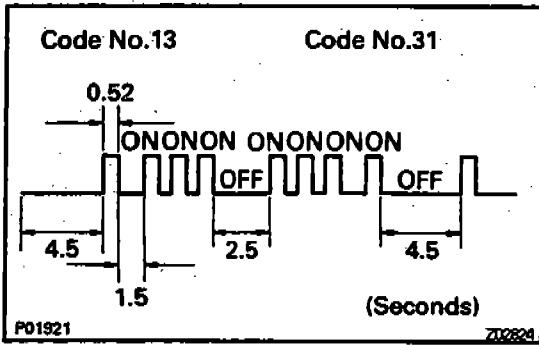 Code No.13 Code No.31
0.52
ONONON ONONONON
OFF OFF
4.5 2.5 4.5
1.5
(Seconds)
P01921 ZD2824